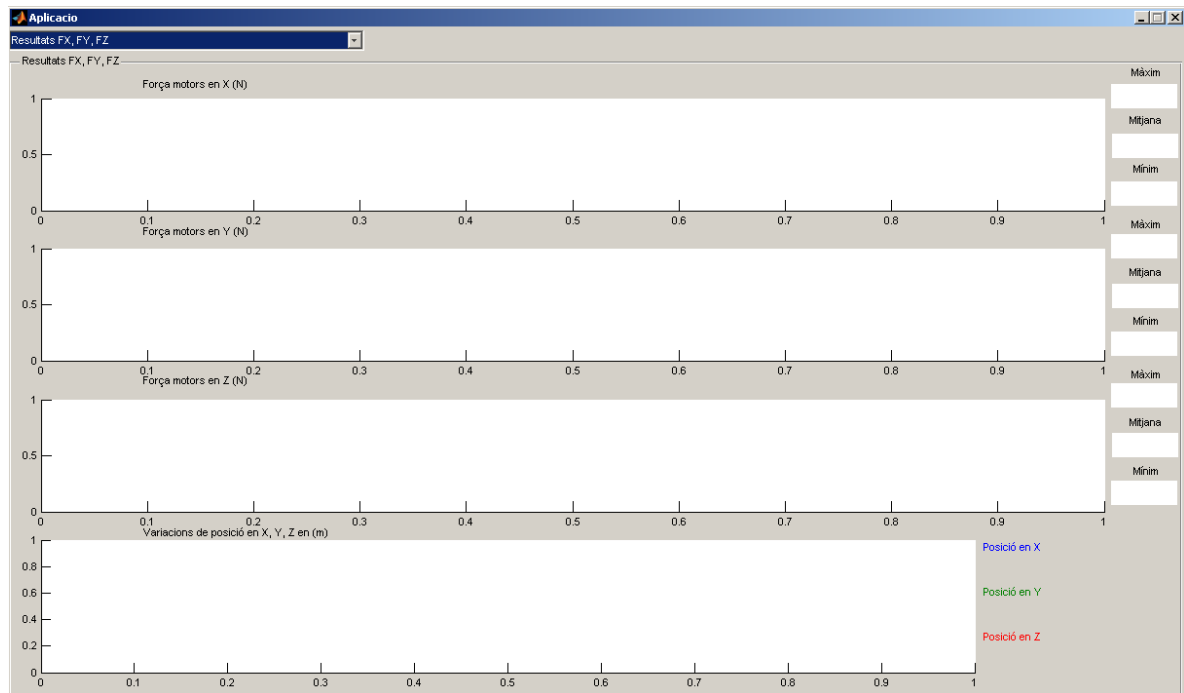 Aplicacio
Resultats FX, FY, FZ
Resultats FX, FY, FZ
Força motors en X (N)
1
0.5
0
0 0.1 0.2 0.3 0.4 0.5 0.6 0.7 0.8 0.9 1
Màxim
Mitjana
Mínim
Força motors en Y (N)
1
0.5
0
0 0.1 0.2 0.3 0.4 0.5 0.6 0.7 0.8 0.9 1
Màxim
Mitjana
Mínim
Força motors en Z (N)
1
0.5
0
0 0.1 0.2 0.3 0.4 0.5 0.6 0.7 0.8 0.9 1
Màxim
Mitjana
Mínim
Variacions de posició en X, Y, Z en (m)
1
0.8
0.6
0.4
0.2
0
0 0.1 0.2 0.3 0.4 0.5 0.6 0.7 0.8 0.9 1
Posició en X
Posició en Y
Posició en Z